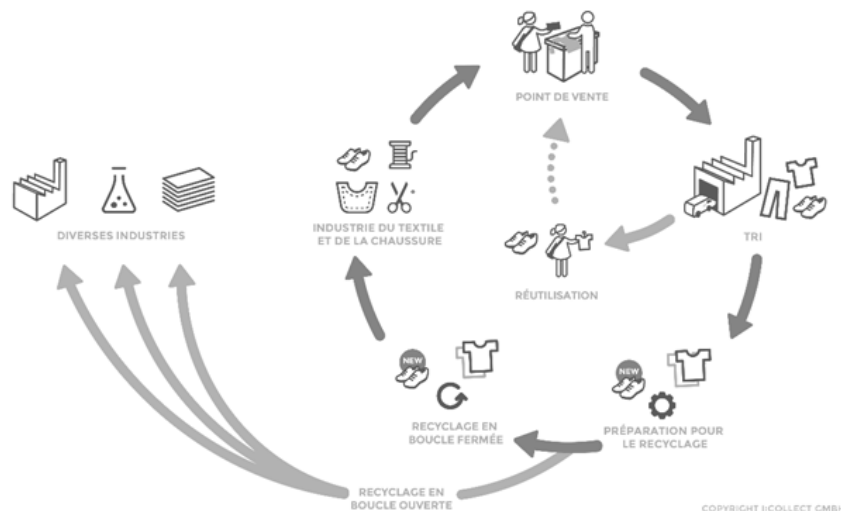 POINT DE VENTE
DIVERSES INDUSTRIES
INDUSTRIE DU TEXTILE
ET DE LA CHAUSSURE
TRI
RÉUTILISATION
NEW
RECYCLAGE EN
BOUCLE FERMÉE
NEW
PRÉPARATION POUR
LE RECYCLAGE
RECYCLAGE EN
BOUCLE OUVERTE
COPYRIGHT I:COLLECT GMBH